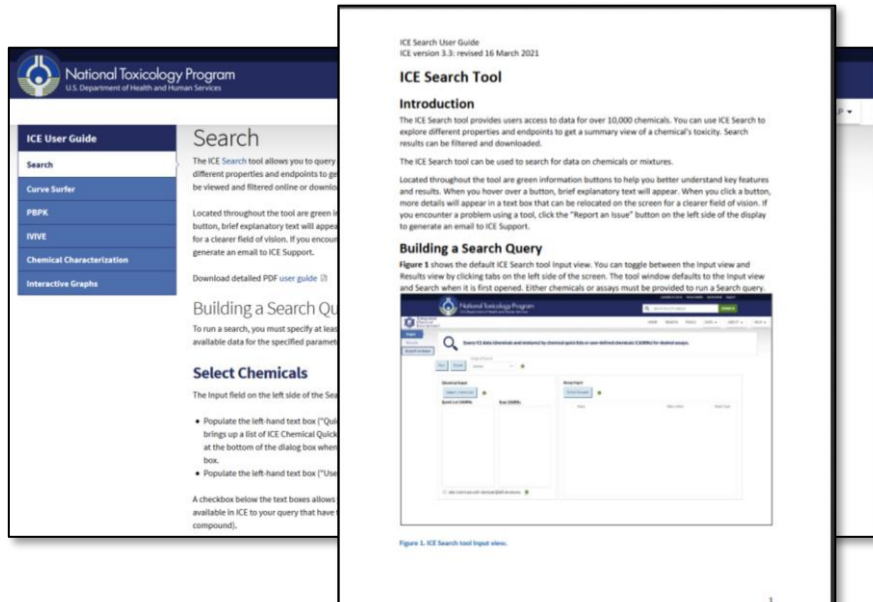 National Toxicology Program
U.S. Department of Health and Human Services
ICE User Guide
Search
Curve Surfer
PBPK
IVIVE
Chemical Characterization
Interactive Graphs
Search
The ICE Search tool allows you to query
different properties and endpoints to ge
be viewed and filtered online or downlo
Located throughout the tool are green in
button, brief explanatory text will appea
for a clearer field of vision. If you encoun
generate an email to ICE Support.
Download detailed PDF user guide
Building a Search Qu
To run a search, you must specify at leas
available data for the specified paramet
Select Chemicals
The Input field on the left side of the Sea
• Populate the left-hand text box ("Qui
brings up a list of ICE Chemical Quick
at the bottom of the dialog box when
box.
• Populate the left-hand text box ("Use
A checkbox below the text boxes allows
available in ICE to your query that have
compound).
ICE Search User Guide
ICE version 3.3: revised 16 March 2021
ICE Search Tool
Introduction
The ICE Search tool provides users access to data for over 10,000 chemicals. You can use ICE Search to
explore different properties and endpoints to get a summary view of a chemical's toxicity. Search
results can be filtered and downloaded.
The ICE Search tool can be used to search for data on chemicals or mixtures.
Located throughout the tool are green information buttons to help you better understand key features
and results. When you hover over a button, brief explanatory text will appear. When you click a button,
more details will appear in a text box that can be relocated on the screen for a clearer field of vision. If
you encounter a problem using a tool, click the "Report an Issue" button on the left side of the display
to generate an email to ICE Support.
Building a Search Query
Figure 1 shows the default ICE Search tool input view. You can toggle between the Input view and
Results view by clicking tabs on the left side of the screen. The tool window defaults to the Input view
and Search when it is first opened. Either chemicals or assays must be provided to run a Search query.
National Toxicology Program
Figure 1. ICE Search tool Input view.
1